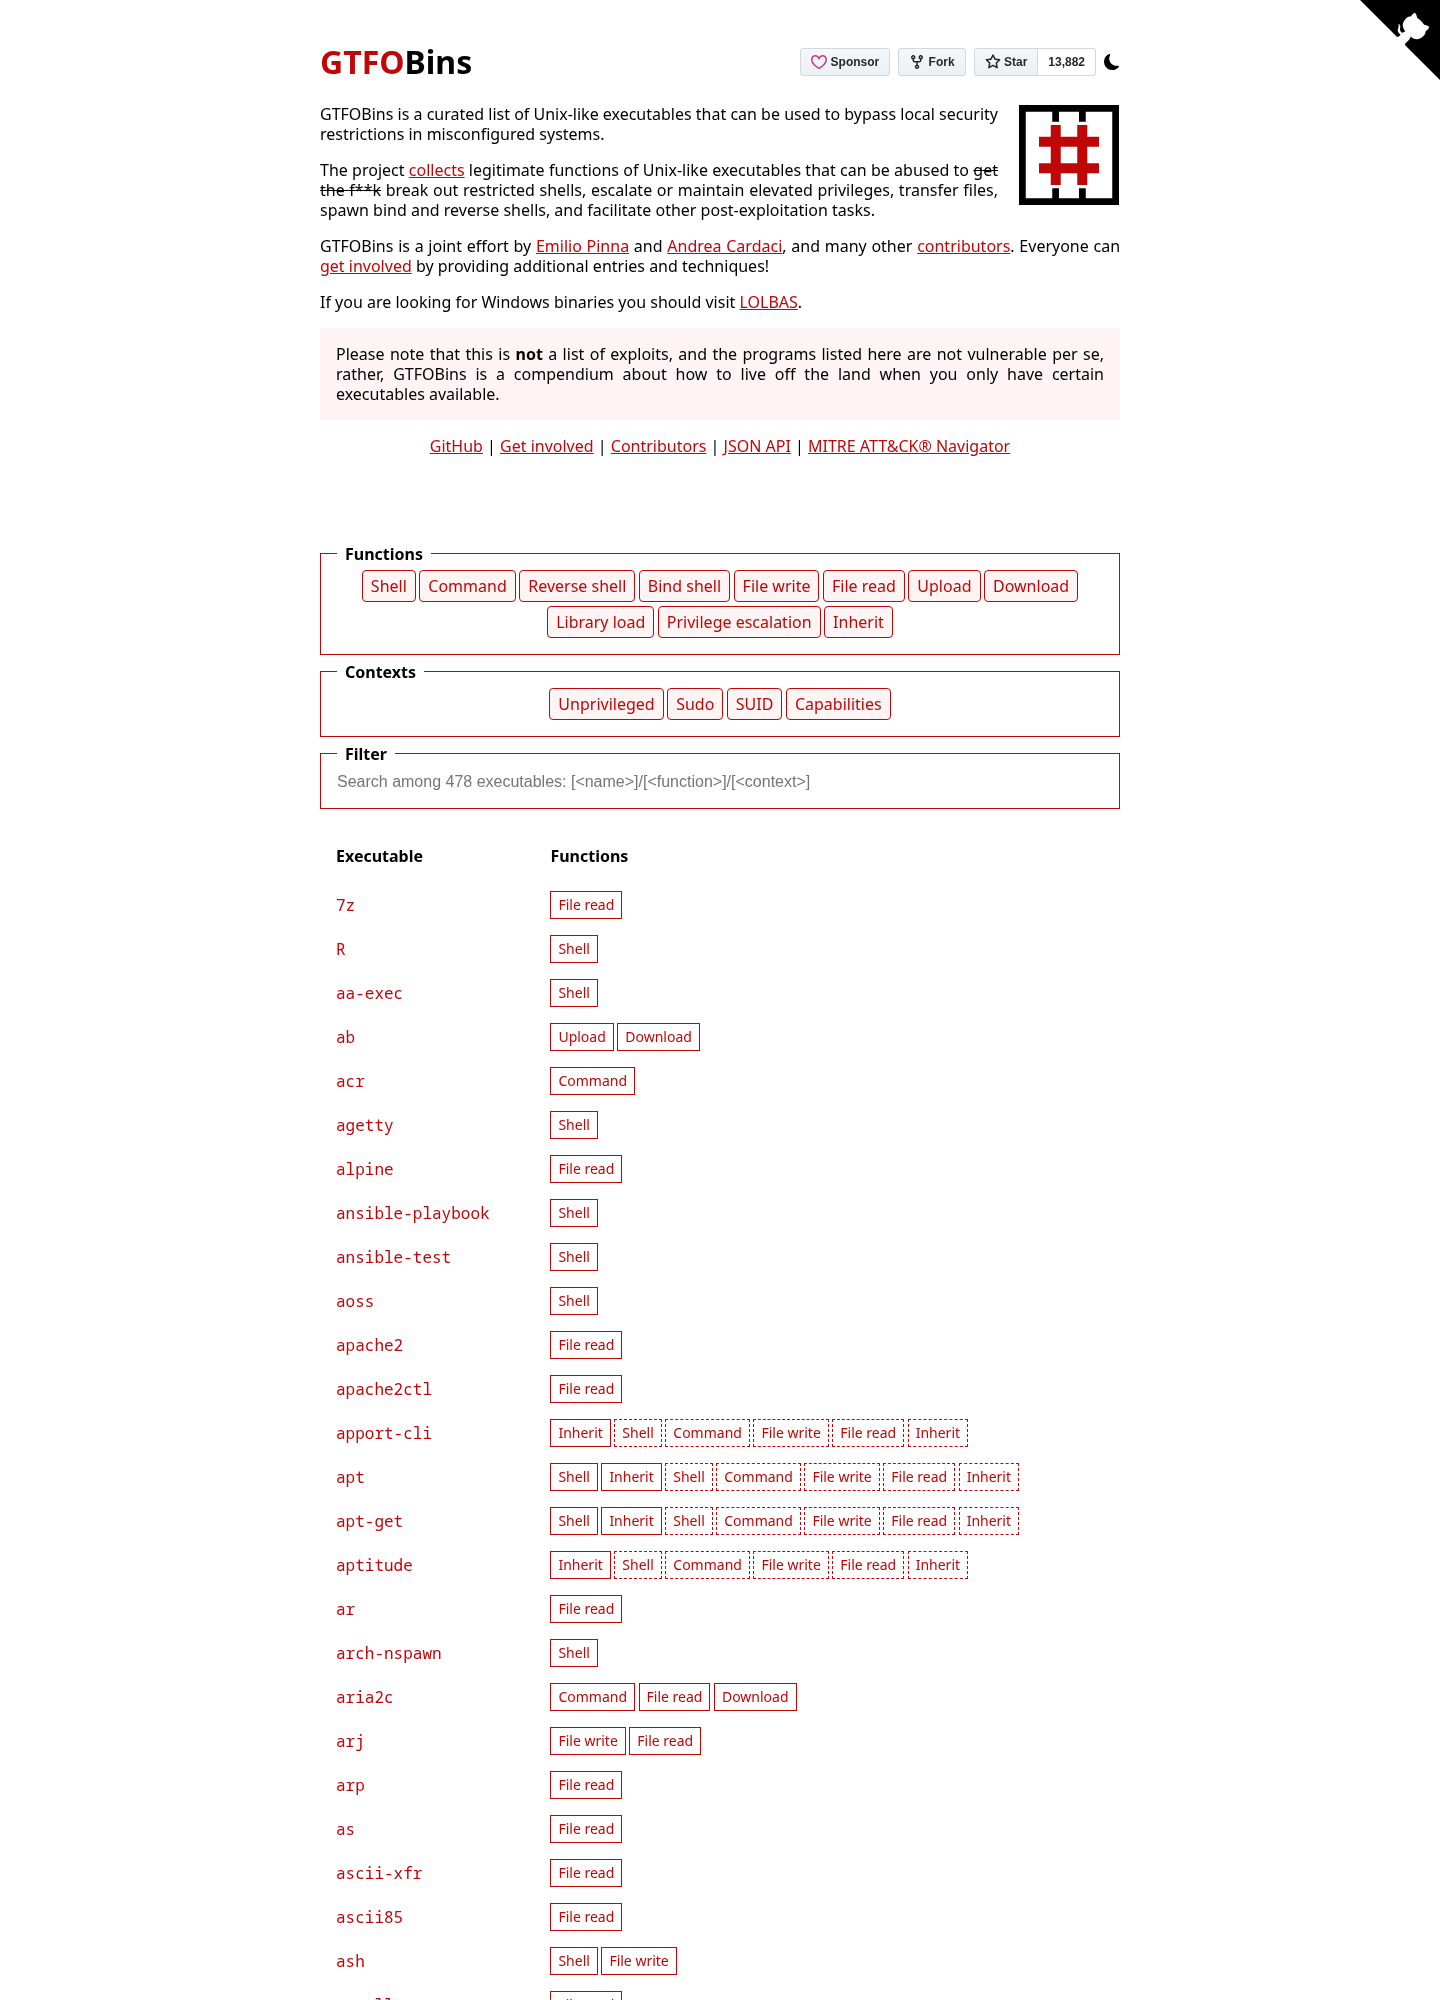 GTFOBins
Sponsor
Fork
Star 13,882
GTFOBins is a curated list of Unix-like executables that can be used to bypass local security
restrictions in misconfigured systems.
The project collects legitimate functions of Unix-like executables that can be abused to get
the f**k break out restricted shells, escalate or maintain elevated privileges, transfer files,
spawn bind and reverse shells, and facilitate other post-exploitation tasks.
GTFOBins is a joint effort by Emilio Pinna and Andrea Cardaci, and many other contributors. Everyone can
get involved by providing additional entries and techniques!
If you are looking for Windows binaries you should visit LOLBAS.
Please note that this is not a list of exploits, and the programs listed here are not vulnerable per se,
rather, GTFOBins is a compendium about how to live off the land when you only have certain
executables available.
GitHub | Get involved | Contributors | JSON API | MITRE ATT&CK® Navigator
Functions
Shell Command Reverse shell Bind shell File write File read Upload Download
Library load Privilege escalation Inherit
Contexts
Unprivileged Sudo SUID Capabilities
Filter
Search among 478 executables: [<name>]/[<function>]/[<context>]
Executable Functions
7z File read
R Shell
aa-exec Shell
ab Upload Download
acr Command
agetty Shell
alpine File read
ansible-playbook Shell
ansible-test Shell
aoss Shell
apache2 File read
apache2ctl File read
apport-cli Inherit Shell Command File write File read Inherit
apt Shell Inherit Shell Command File write File read Inherit
apt-get Shell Inherit Shell Command File write File read Inherit
aptitude Inherit Shell Command File write File read Inherit
ar File read
arch-nspawn Shell
aria2c Command File read Download
arj File write File read
arp File read
as File read
ascii-xfr File read
ascii85 File read
ash Shell File write